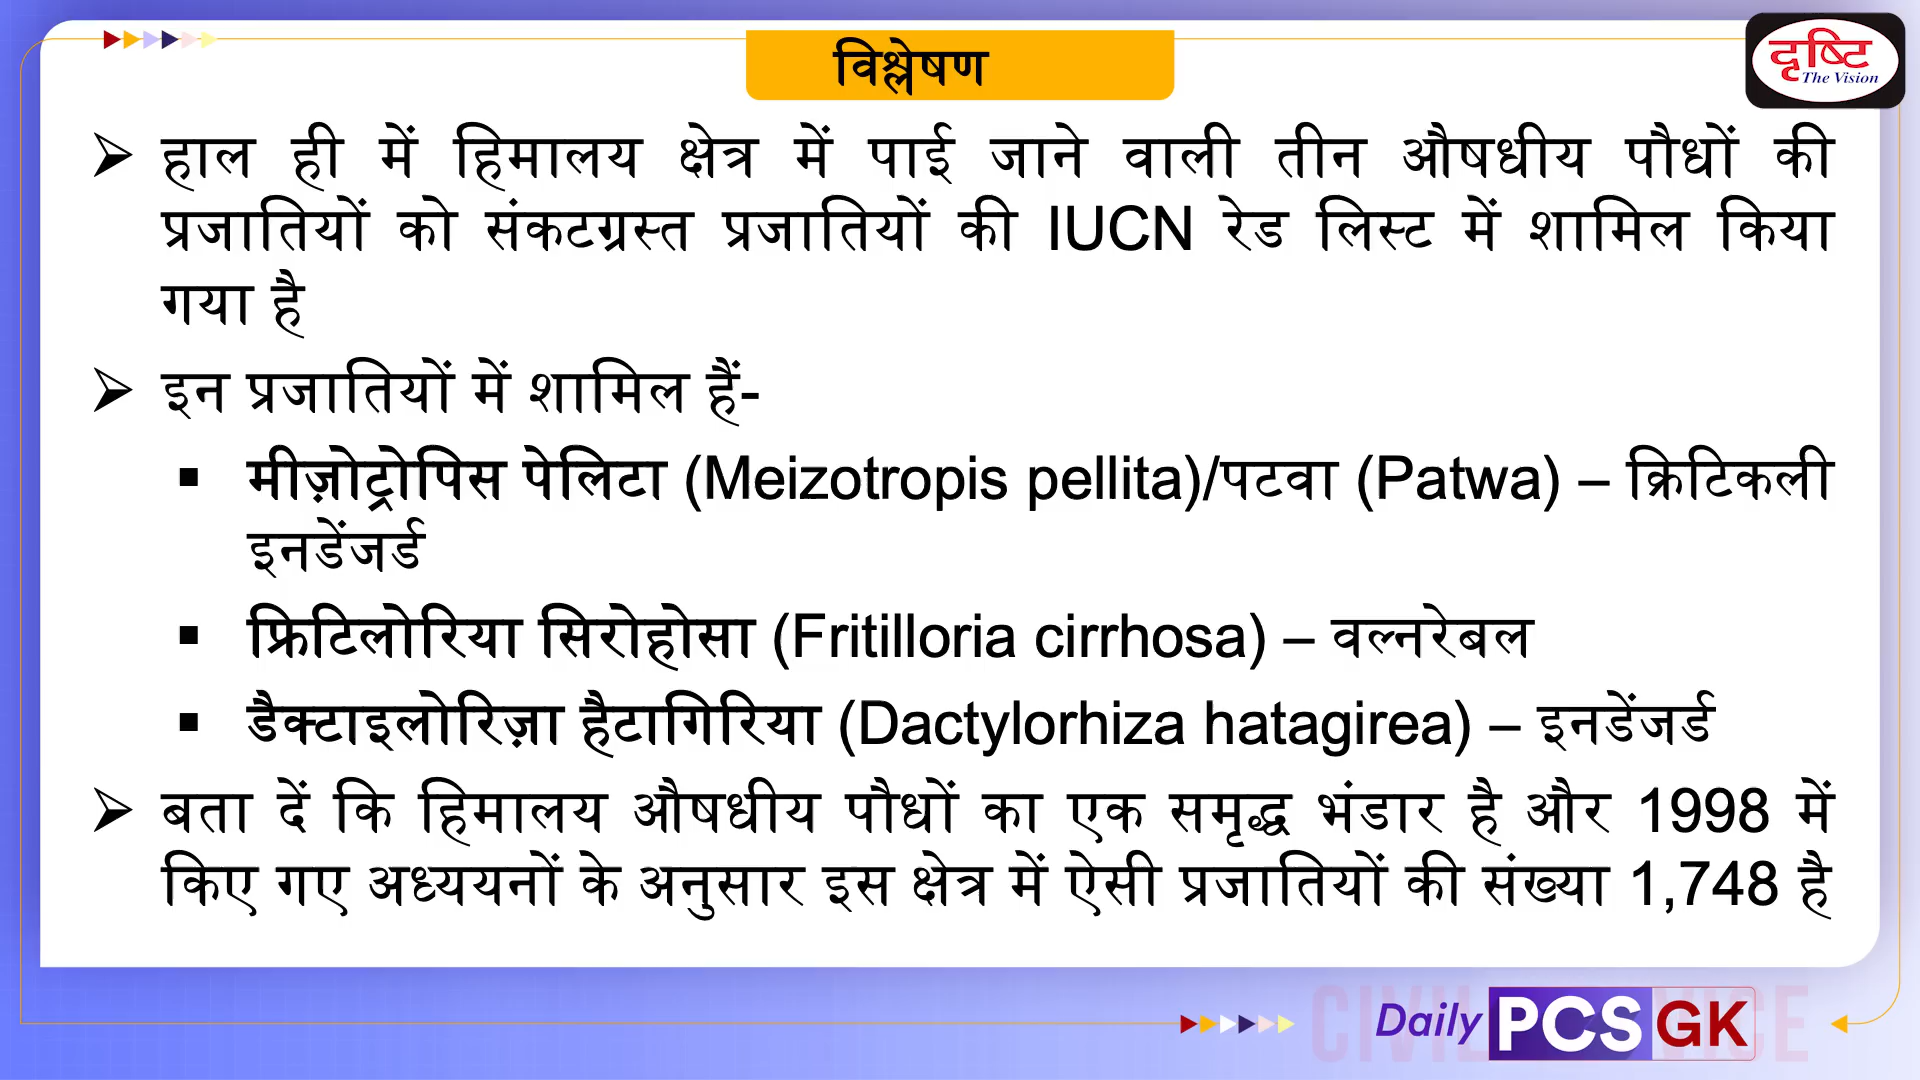 विश्लेषण
दृष्टि
The Vision
हाल ही में हिमालय क्षेत्र में पाई जाने वाली तीन औषधीय पौधों की
प्रजातियों को संकटग्रस्त प्रजातियों की IUCN रेड लिस्ट में शामिल किया
गया है
इन प्रजातियों में शामिल हैं-
मीज़ोट्रोपिस पेलिटा (Meizotropis pellita)/पटवा (Patwa) – क्रिटिकली
इनडेंजर्ड
फ्रिटिलोरिया सिरोहोसा (Fritilloria cirrhosa) – वल्नरेबल
डैक्टाइलोरिज़ा हैटागिरिया (Dactylorhiza hatagirea) – इनडेंजर्ड
बता दें कि हिमालय औषधीय पौधों का एक समृद्ध भंडार है और 1998 में
किए गए अध्ययनों के अनुसार इस क्षेत्र में ऐसी प्रजातियों की संख्या 1,748 है
Daily PCS GK